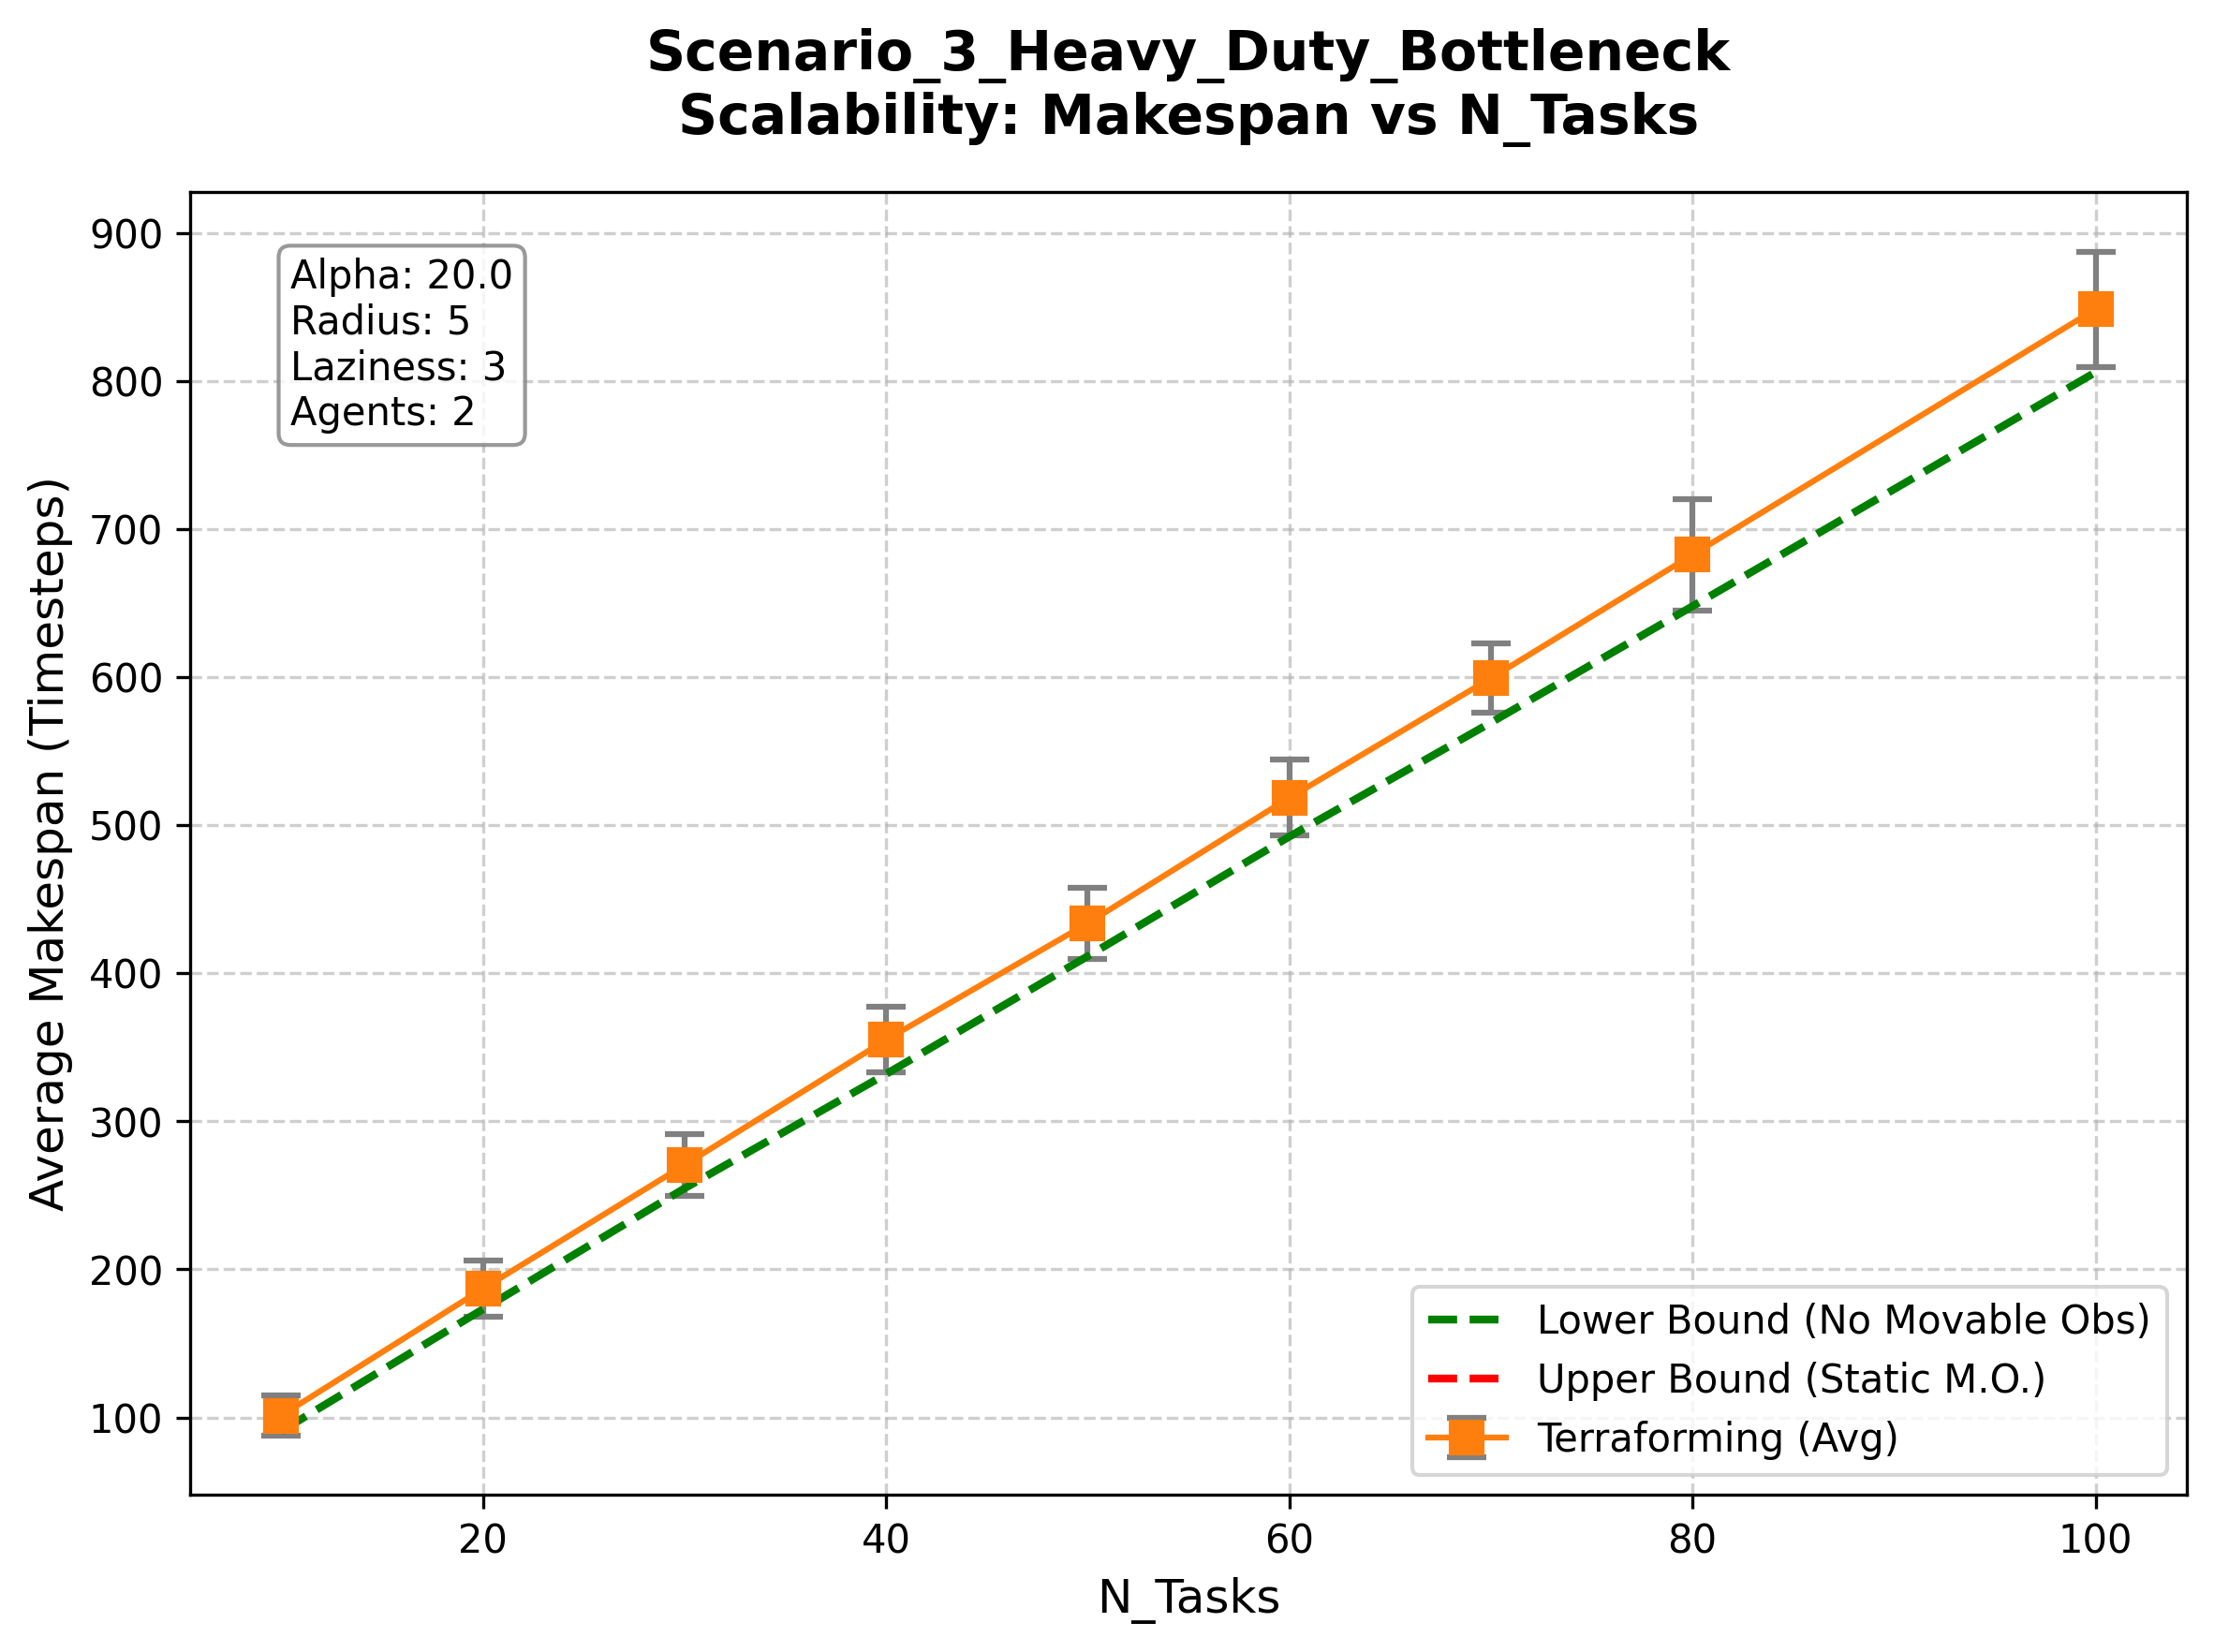 Scenario_3_Heavy_Duty_Bottleneck
Scalability: Makespan vs N_Tasks
Average Makespan (Timesteps)
900
800
700
600
500
400
300
200
100
Alpha: 20.0
Radius: 5
Laziness: 3
Agents: 2
Lower Bound (No Movable Obs)
Upper Bound (Static M.O.)
Terraforming (Avg)
20
40
60
80
100
N_Tasks